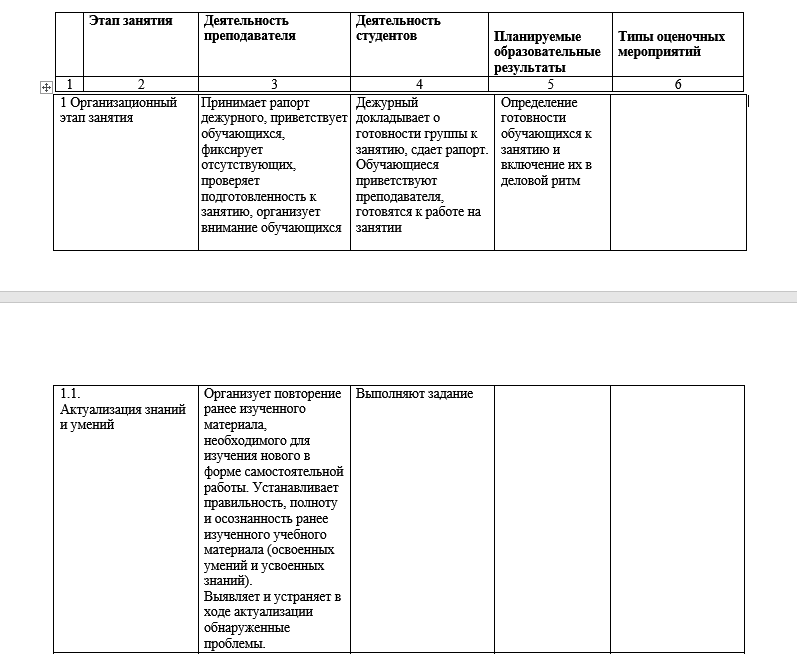 Этап занятия
Деятельность
преподавателя
Деятельность
студентов
Планируемые
образовательные
результаты
Типы оценочных
мероприятий
1 2 3 4 5 6
1 Организационный
этап занятия
Принимает рапорт
дежурного, приветствует
обучающихся,
фиксирует
отсутствующих,
проверяет
подготовленность к
занятию, организует
внимание обучающихся
Дежурный
докладывает о
готовности группы к
занятию, сдает рапорт.
Обучающиеся
приветствуют
преподавателя,
готовятся к работе на
занятии
Определение
готовности
обучающихся к
занятию и
включение их в
деловой ритм
1.1.
Актуализация знаний
и умений
Организует повторение
ранее изученного
материала,
необходимого для
изучения нового в
форме самостоятельной
работы. Устанавливает
правильность, полноту
и осознанность ранее
изученного учебного
материала (освоенных
умений и усвоенных
знаний).
Выявляет и устраняет в
ходе актуализации
обнаруженные
проблемы.
Выполняют задание